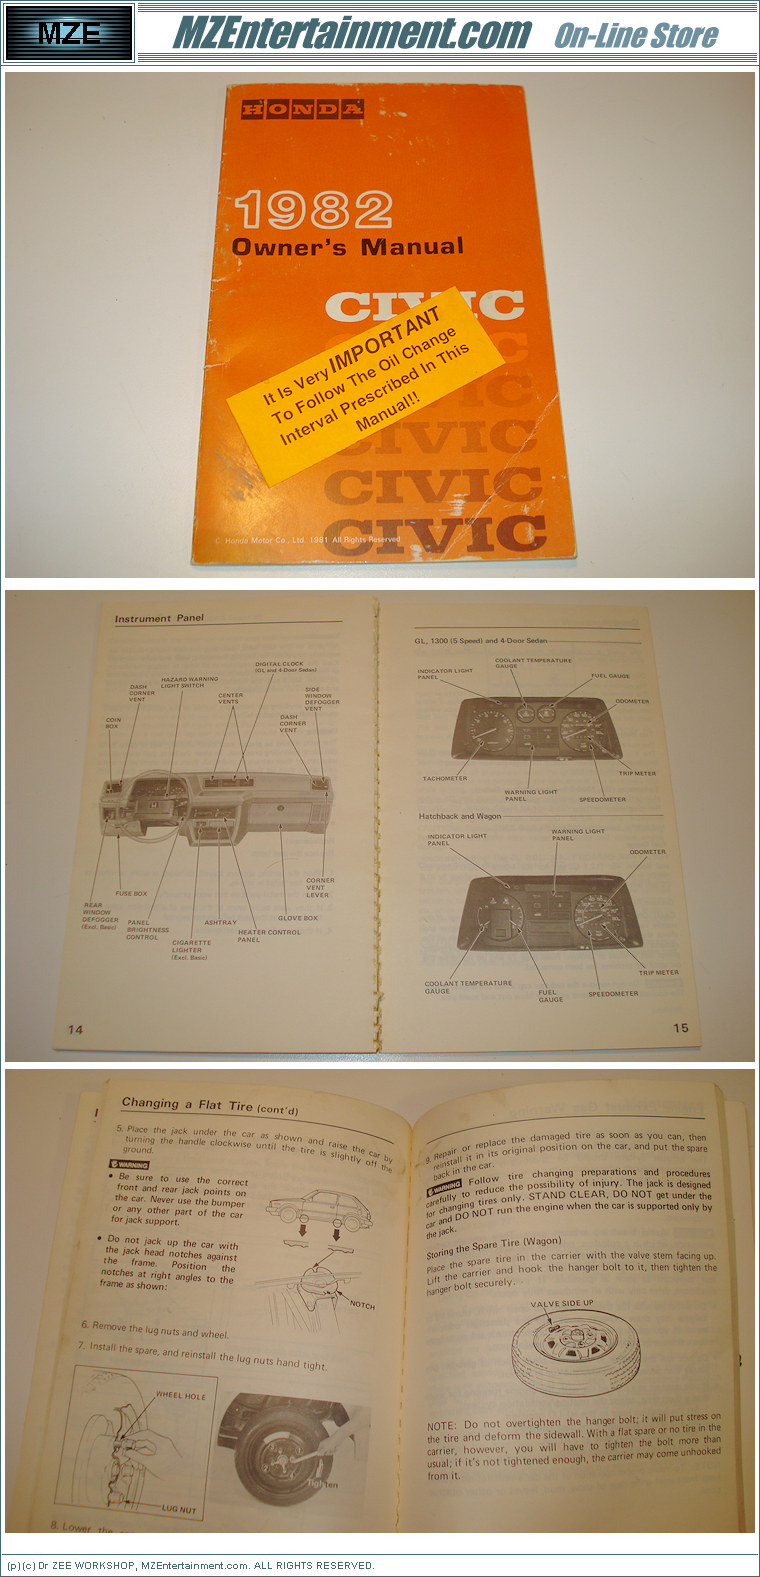 MZE
MZEntertainment.com On-Line Store
HONDA
1982
Owner's Manual
CIVIC
It Is Very IMPORTANT
To Follow The Oil Change
Interval Prescribed In This
Manual!!
CIVIC
CIVIC
CIVIC
© Honda Motor Co., Ltd. 1981 All Rights Reserved
Instrument Panel
DIGITAL CLOCK
(GL and 4-Door Sedan)
HAZARD WARNING
LIGHT SWITCH
DASH
CORNER
VENT
CENTER
VENTS
SIDE
WINDOW
DEFOGGER
VENT
DASH
CORNER
VENT
COIN
BOX
FUSE BOX
REAR
WINDOW
DEFOGGER
(Excl. Basic)
PANEL
BRIGHTNESS
CONTROL
CIGARETTE
LIGHTER
(Excl. Basic)
ASHTRAY
HEATER CONTROL
PANEL
GLOVE BOX
CORNER
VENT
LEVER
14
GL, 1300 (5 Speed) and 4-Door Sedan
COOLANT TEMPERATURE
GAUGE
INDICATOR LIGHT
PANEL
FUEL GAUGE
ODOMETER
TACHOMETER
WARNING LIGHT
PANEL
SPEEDOMETER
TRIP METER
Hatchback and Wagon
INDICATOR LIGHT
PANEL
WARNING LIGHT
PANEL
ODOMETER
COOLANT TEMPERATURE
GAUGE
FUEL
GAUGE
SPEEDOMETER
TRIP METER
15
Changing a Flat Tire (cont'd)
5. Place the jack under the car as shown and raise the car by
turning the handle clockwise until the tire is slightly off the
ground.
WARNING
• Be sure to use the correct
front and rear jack points on
the car. Never use the bumper
or any other part of the car
for jack support.
• Do not jack up the car with
the jack head notches against
the frame. Position the
notches at right angles to the
frame as shown:
NOTCH
6. Remove the lug nuts and wheel.
7. Install the spare, and reinstall the lug nuts hand tight.
WHEEL HOLE
LUG NUT
Tighten
8. Lower the
9. Repair or replace the damaged tire as soon as you can, then
reinstall it in its original position on the car, and put the spare
back in the car.
WARNING Follow tire changing preparations and procedures
carefully to reduce the possibility of injury. The jack is designed
for changing tires only. STAND CLEAR, DO NOT get under the
car and DO NOT run the engine when the car is supported only by
the jack.
Storing the Spare Tire (Wagon)
Place the spare tire in the carrier with the valve stem facing up.
Lift the carrier and hook the hanger bolt to it, then tighten the
hanger bolt securely.
VALVE SIDE UP
NOTE: Do not overtighten the hanger bolt; it will put stress on
the tire and deform the sidewall. With a flat spare or no tire in the
carrier, however, you will have to tighten the bolt more than
usual; if it's not tightened enough, the carrier may come unhooked
from it.
(p)(c) Dr ZEE WORKSHOP, MZEntertainment.com. ALL RIGHTS RESERVED.